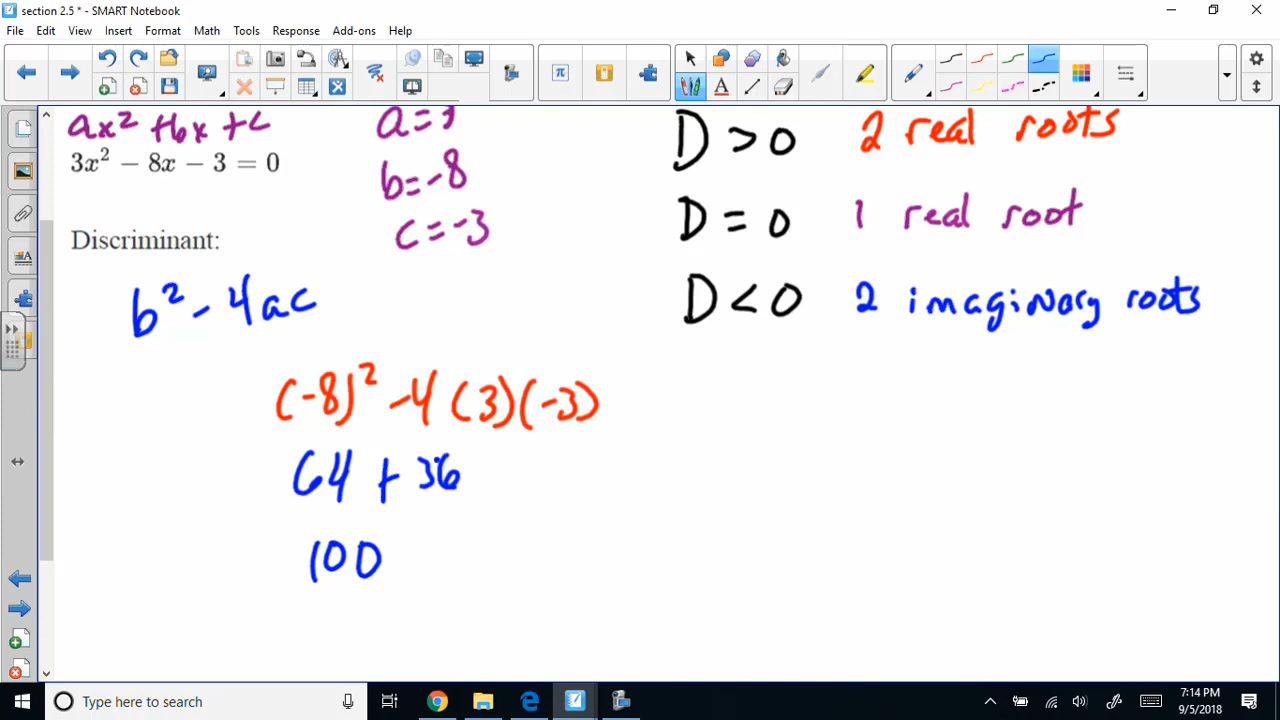 section 2.5 * - SMART Notebook
File Edit View Insert Format Math Tools Response Add-ons Help
ax² + bx + c
3x² − 8x − 3 = 0
a = 3
b = -8
c = -3
Discriminant:
b² - 4ac
(-8)² - 4 (3)(-3)
64 + 36
100
D > 0 2 real roots
D = 0 1 real root
D < 0 2 imaginary roots
Type here to search
7:14 PM
9/5/2018